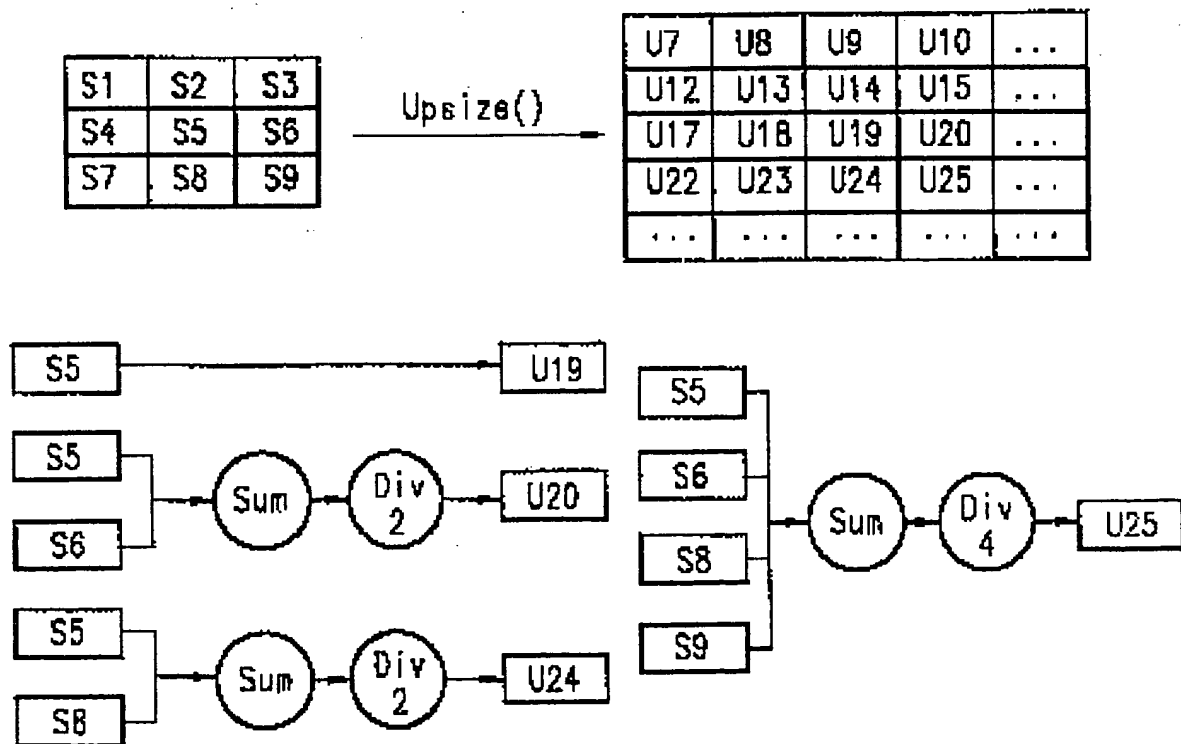 U7 U8 U9 U10 ...
S1 S2 S3
U12 U13 U14 U15 ...
S4 S5 S6
Upsize()
U17 U18 U19 U20 ...
S7 S8 S9
U22 U23 U24 U25 ...
... ... ... ... ...
S5 U19
S5
S6
Sum
Div 2
U20
S5
S8
Sum
Div 2
U24
S5
S6
S8
S9
Sum
Div 4
U25